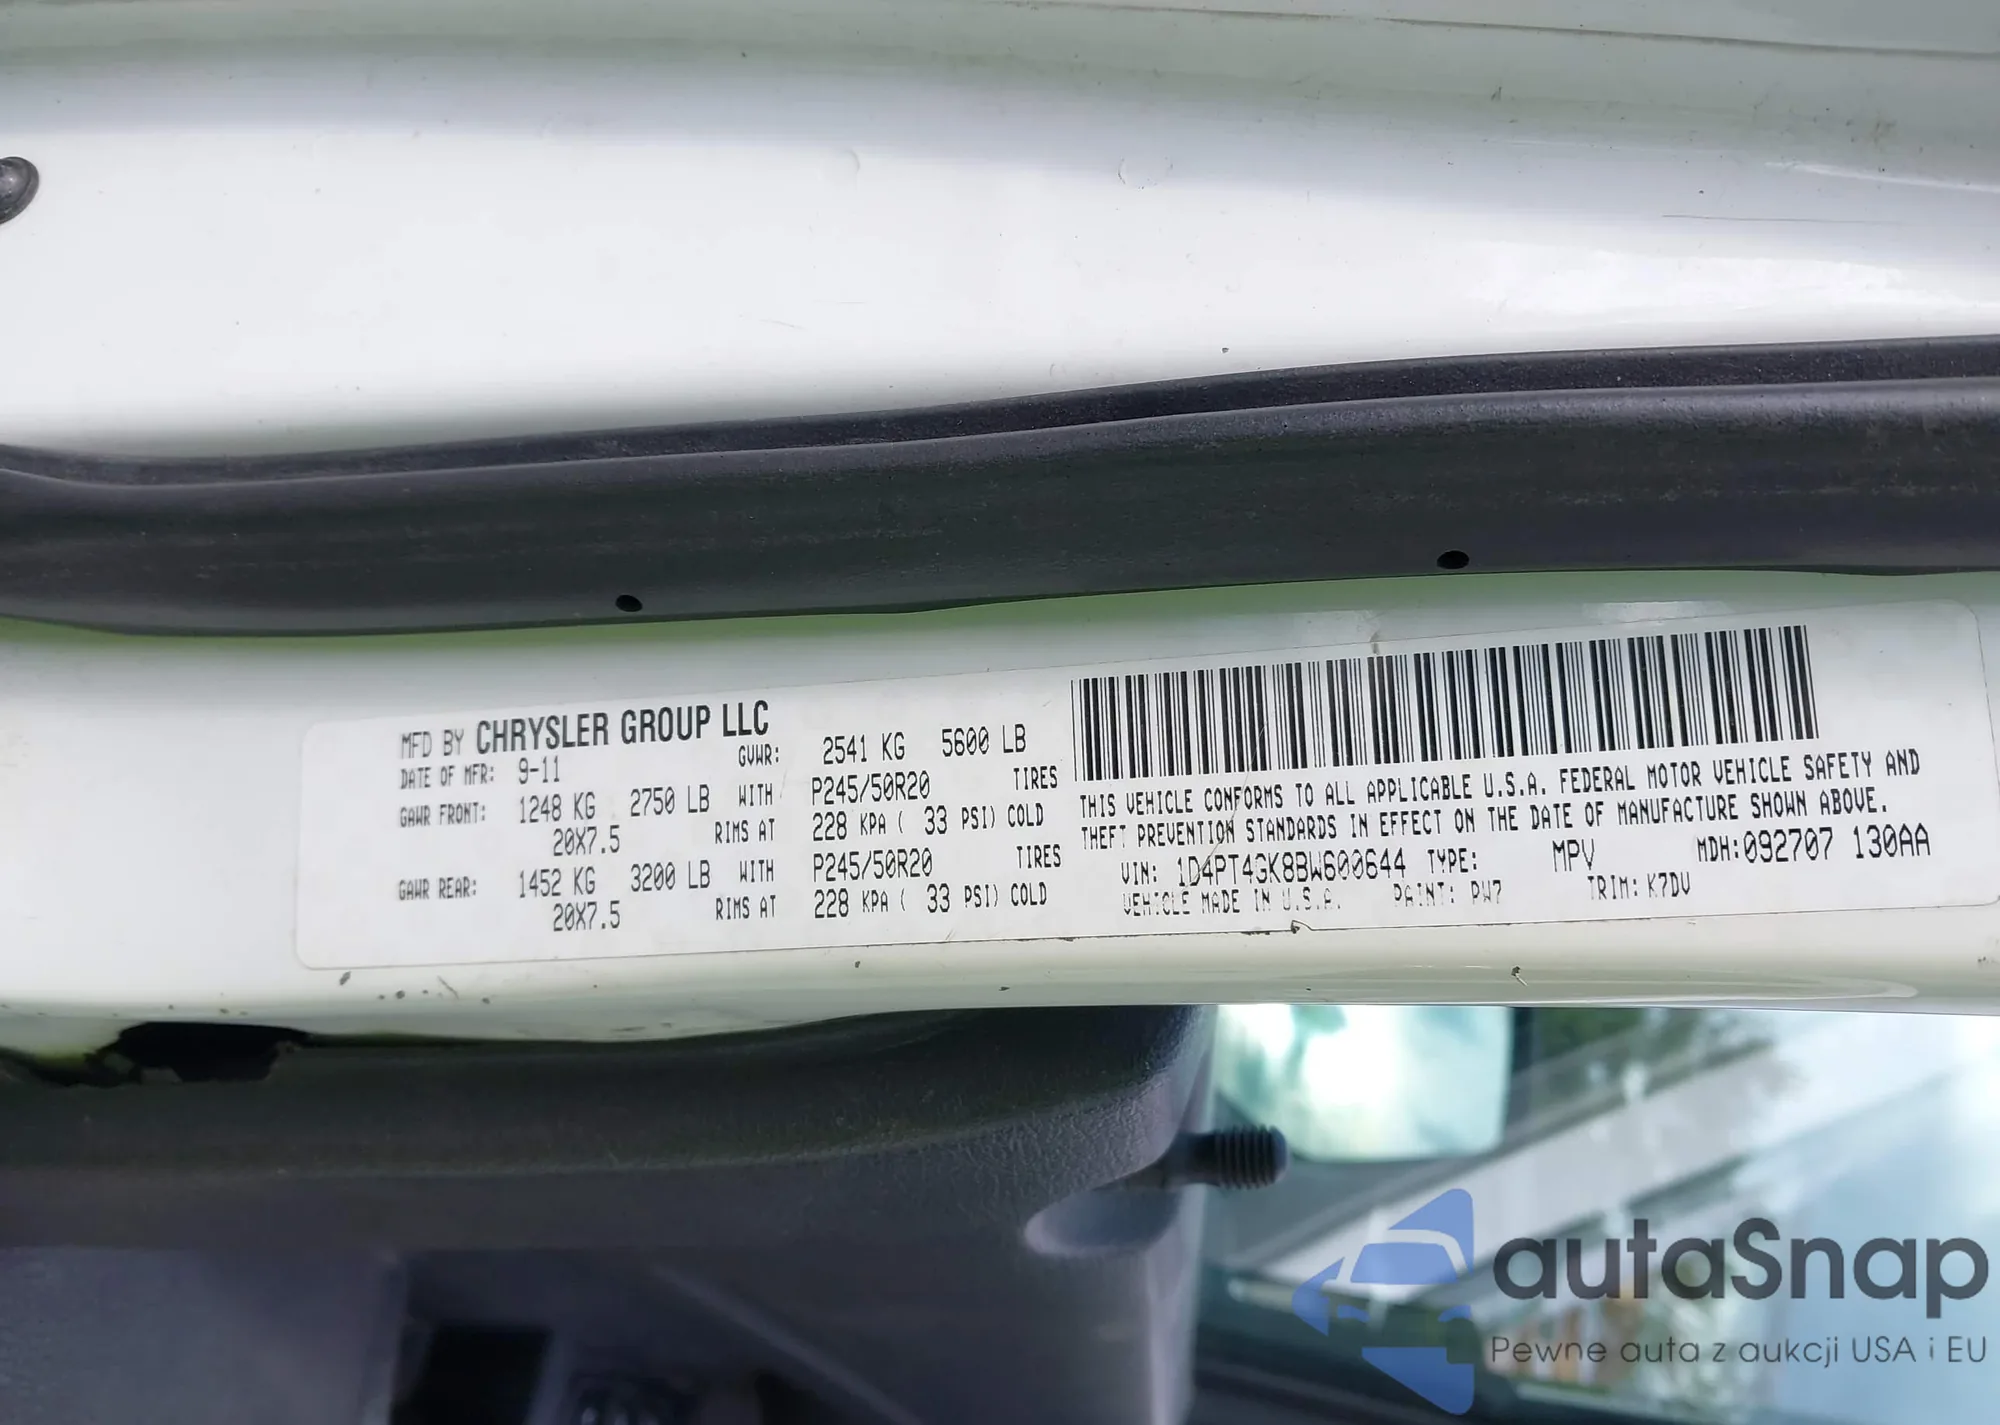 MFD BY CHRYSLER GROUP LLC
DATE OF MFR: 9-11 GVWR: 2541 KG 5600 LB
GAWR FRONT: 1248 KG 2750 LB WITH P245/50R20 TIRES
20X7.5 RIMS AT 228 KPA ( 33 PSI) COLD
GAWR REAR: 1452 KG 3200 LB WITH P245/50R20 TIRES
20X7.5 RIMS AT 228 KPA ( 33 PSI) COLD
THIS VEHICLE CONFORMS TO ALL APPLICABLE U.S.A. FEDERAL MOTOR VEHICLE SAFETY AND
THEFT PREVENTION STANDARDS IN EFFECT ON THE DATE OF MANUFACTURE SHOWN ABOVE.
VIN: 1D4PT4GK8BW600644 TYPE: MPV MDH:092707 130AA
VEHICLE MADE IN U.S.A. PAINT: PW7 TRIM: K7DV
autaSnap
Pewne auta z aukcji USA i EU